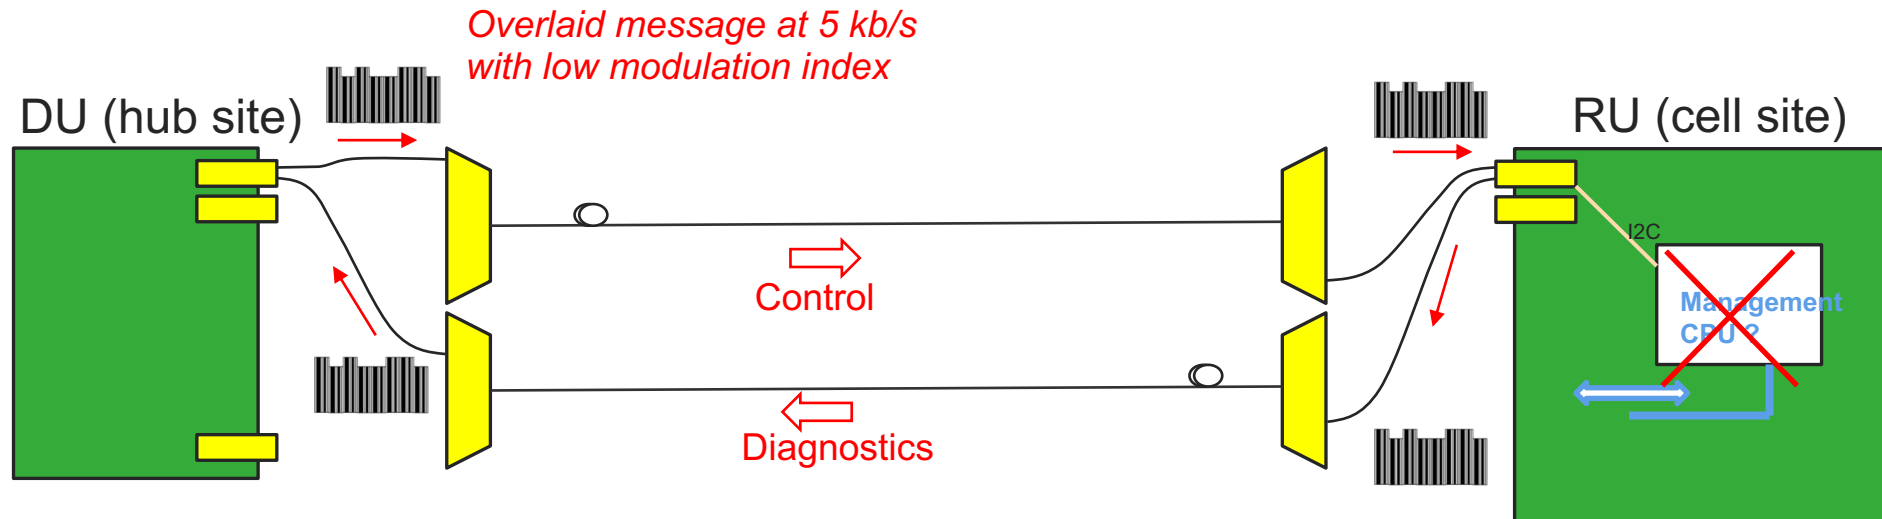 Overlaid message at 5 kb/s
with low modulation index
DU (hub site)
RU (cell site)
I2C
Control
Management
CPU ?
Diagnostics